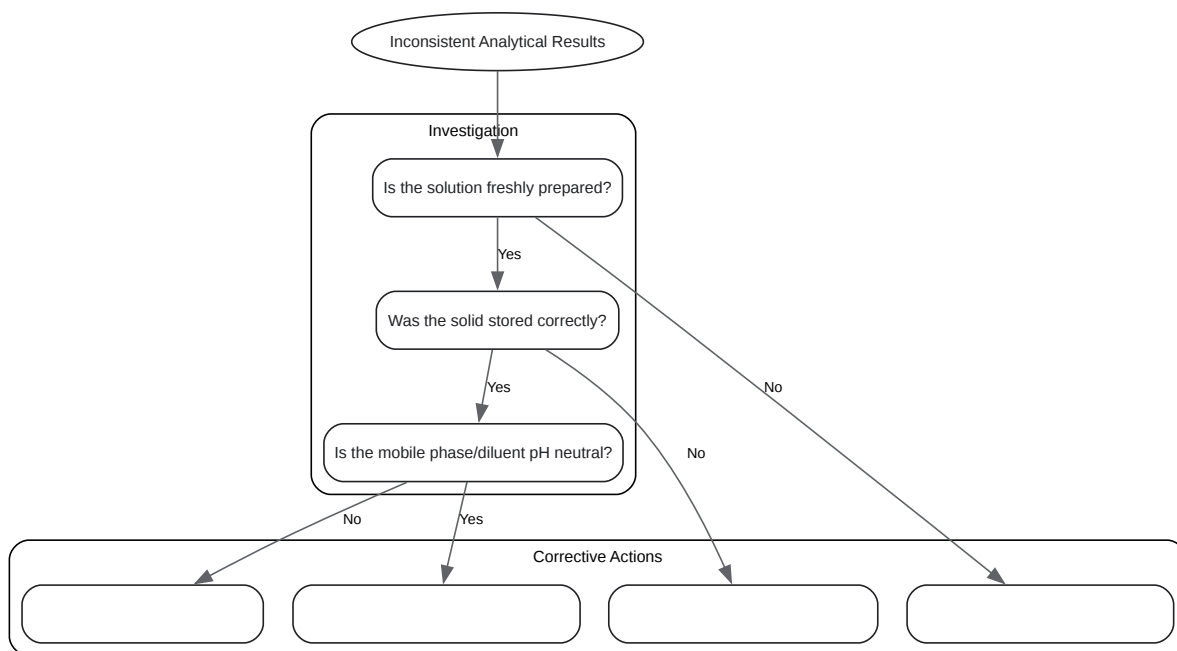 Inconsistent Analytical Results
Investigation
Is the solution freshly prepared?
Yes
Was the solid stored correctly?
Yes
No
Is the mobile phase/diluent pH neutral?
No
No
Yes
Corrective Actions